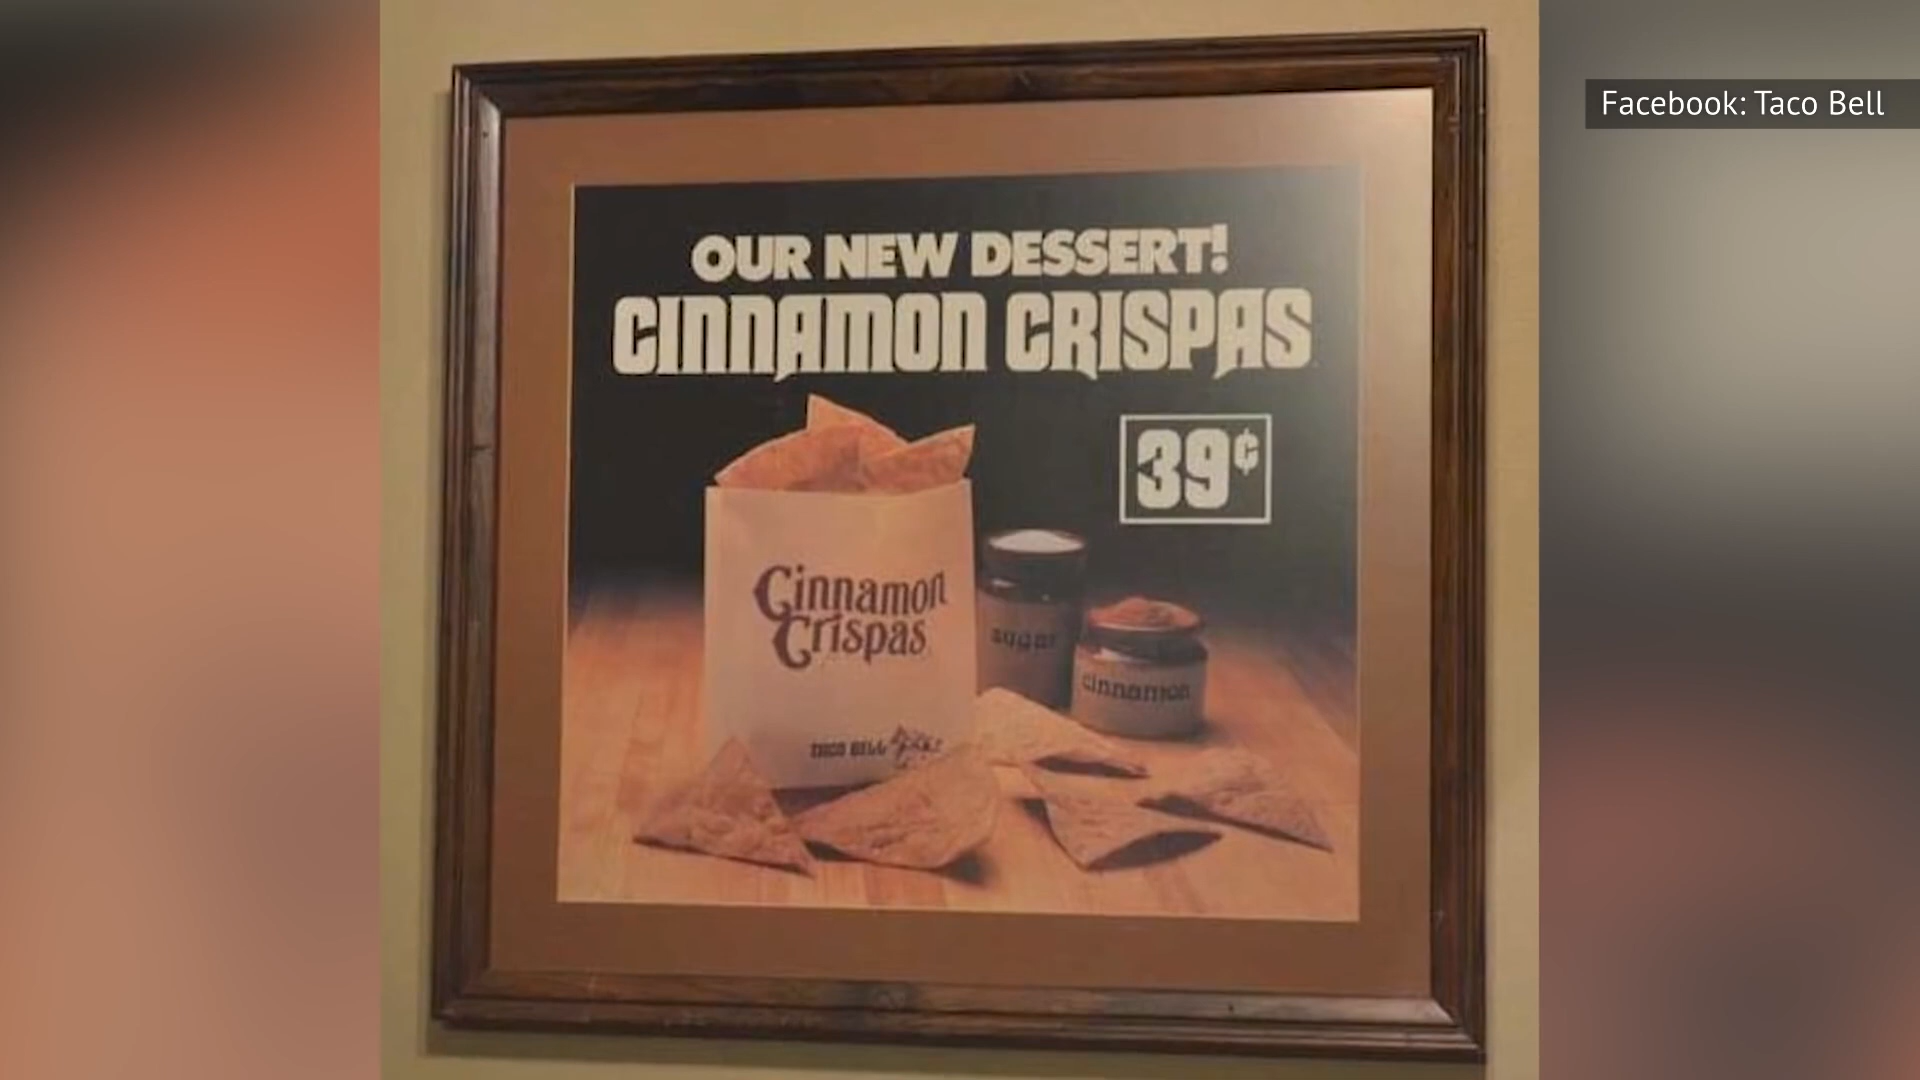 Facebook: Taco Bell
OUR NEW DESSERT!
CINNAMON CRISPAS
39¢
Cinnamon
Crispas
sugar
cinnamon
TACO BELL